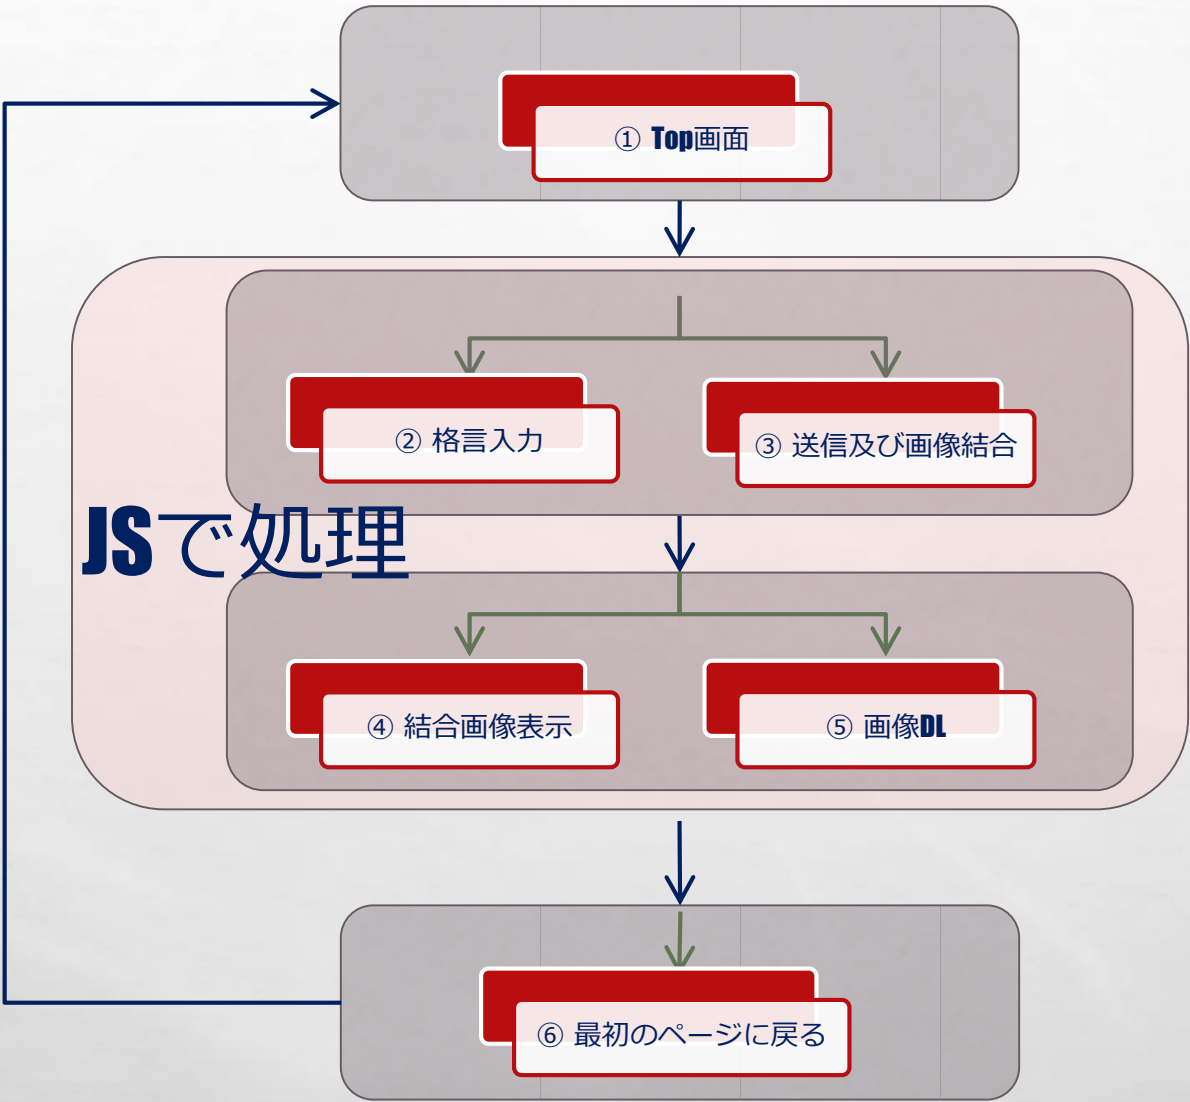 ① Top画面
② 格言入力
③ 送信及び画像結合
JSで処理
④ 結合画像表示
⑤ 画像DL
⑥ 最初のページに戻る